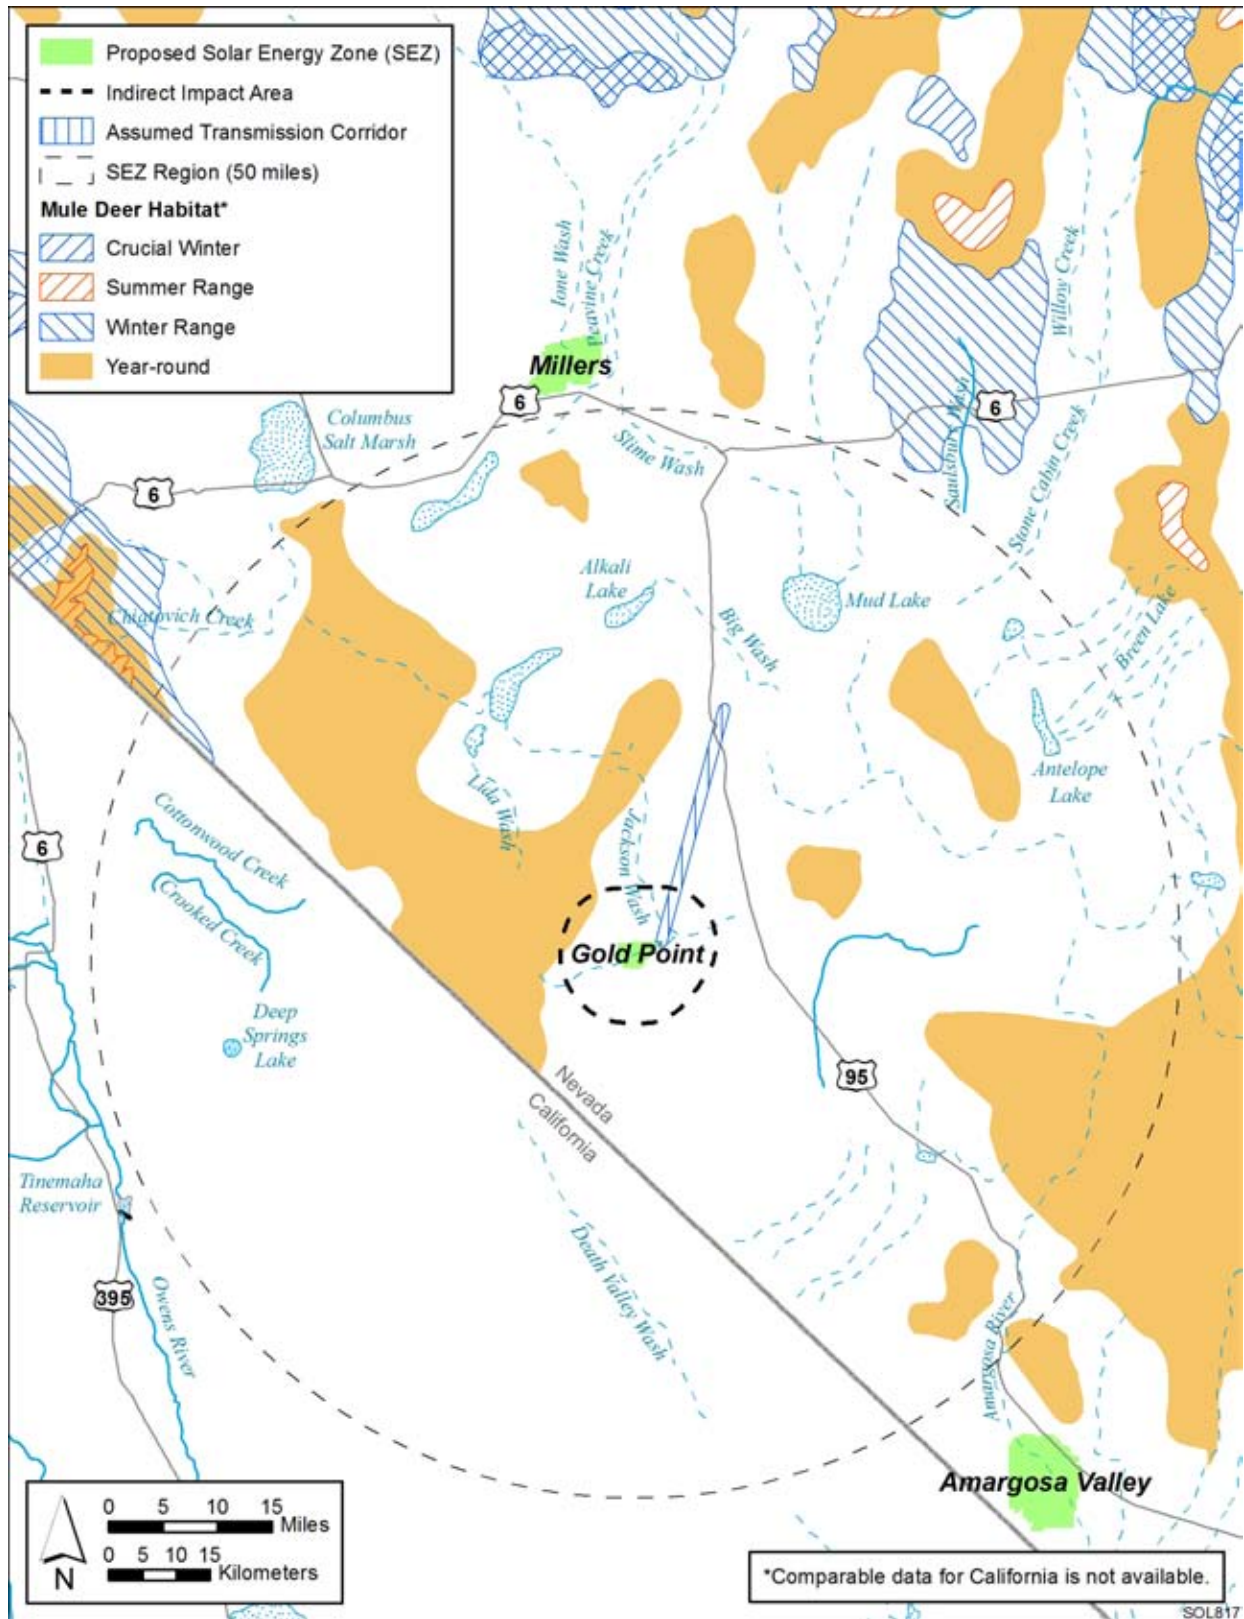 Proposed Solar Energy Zone (SEZ)
Indirect Impact Area
Assumed Transmission Corridor
SEZ Region (50 miles)
Mule Deer Habitat*
Crucial Winter
Summer Range
Winter Range
Year-round
Ione Wash
Peavine Creek
Willow Creek
Millers
6
6
Columbus
Salt Marsh
Slime Wash
Saulsbury Wash
6
Stone Cabin Creek
Alkali
Lake
Mud Lake
Chiatovich Creek
Big Wash
Breen Lake
Antelope
Lake
Lida Wash
Jackson Wash
Cottonwood Creek
6
Crooked Creek
Gold Point
Deep
Springs
Lake
95
Nevada
California
Tinemaha
Reservoir
Death Valley Wash
395
Owens River
Amargosa River
Amargosa Valley
0 5 10 15
Miles
0 5 10 15
Kilometers
N
*Comparable data for California is not available.
SOL817